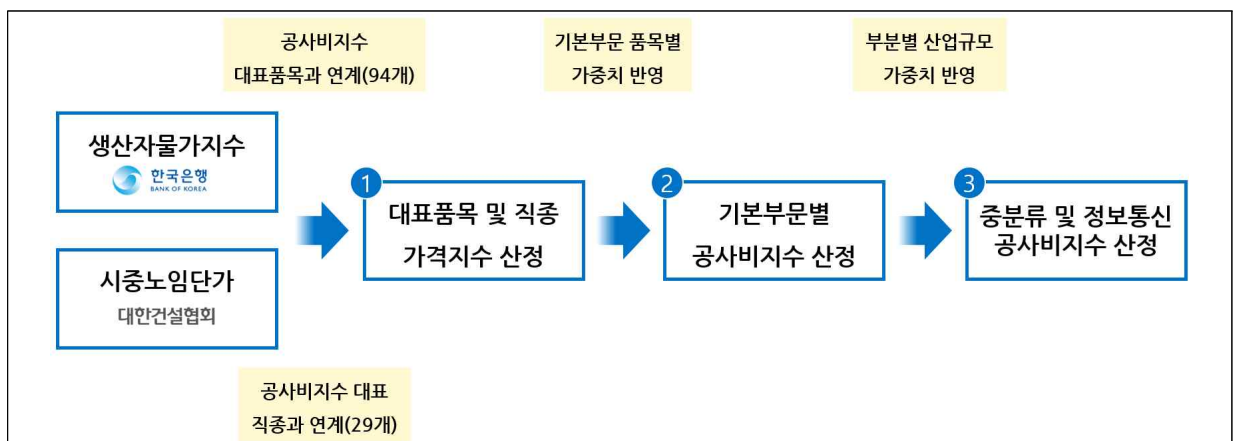 공사비지수
대표품목과 연계(94개)
기본부문 품목별
가중치 반영
부분별 산업규모
가중치 반영
생산자물가지수
한국은행
BANK OF KOREA
시중노임단가
대한건설협회
1
대표품목 및 직종
가격지수 산정
2
기본부문별
공사비지수 산정
3
중분류 및 정보통신
공사비지수 산정
공사비지수 대표
직종과 연계(29개)